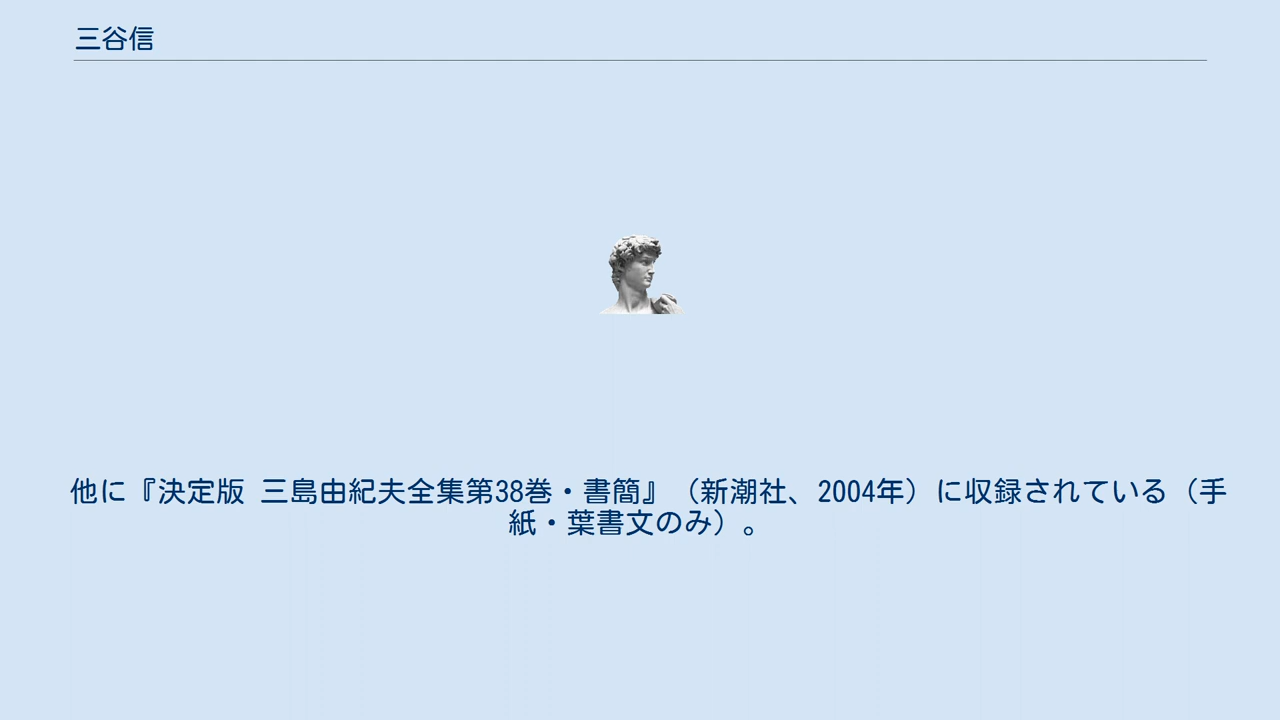 三谷信
他に『決定版 三島由紀夫全集第38巻・書簡』（新潮社、2004年）に収録されている（手
紙・葉書文のみ）。